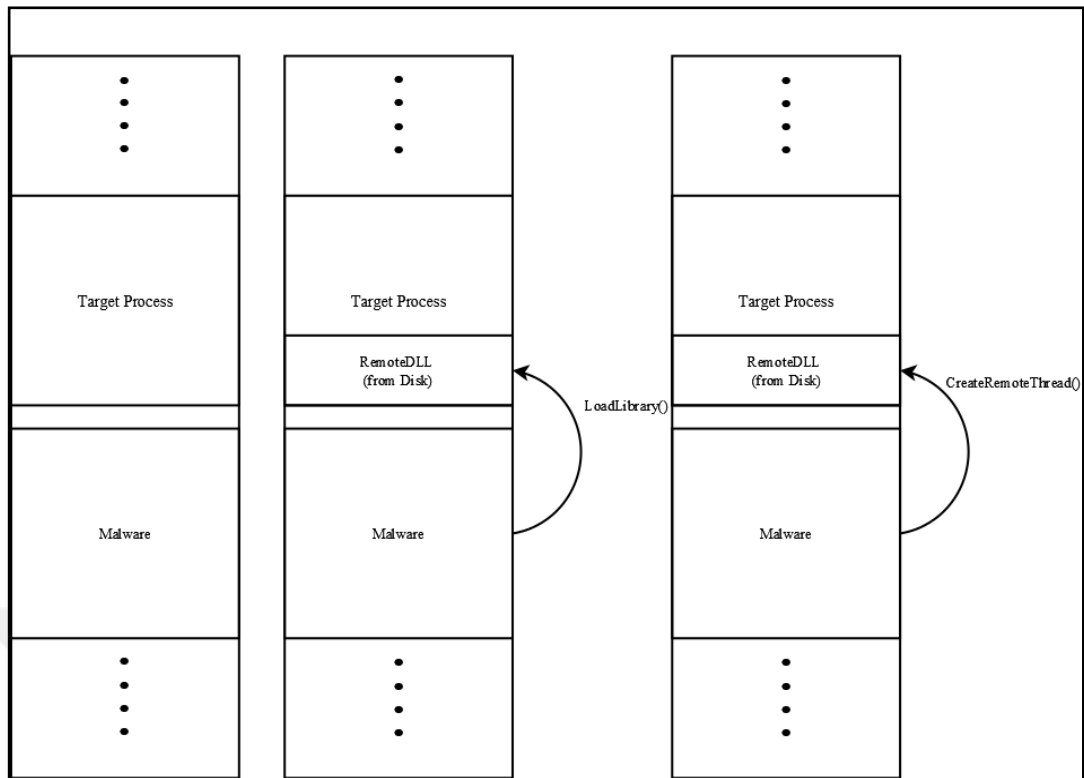 Target Process
Malware
Target Process
RemoteDLL
(from Disk)
LoadLibrary()
Malware
Target Process
RemoteDLL
(from Disk)
CreateRemoteThread()
Malware